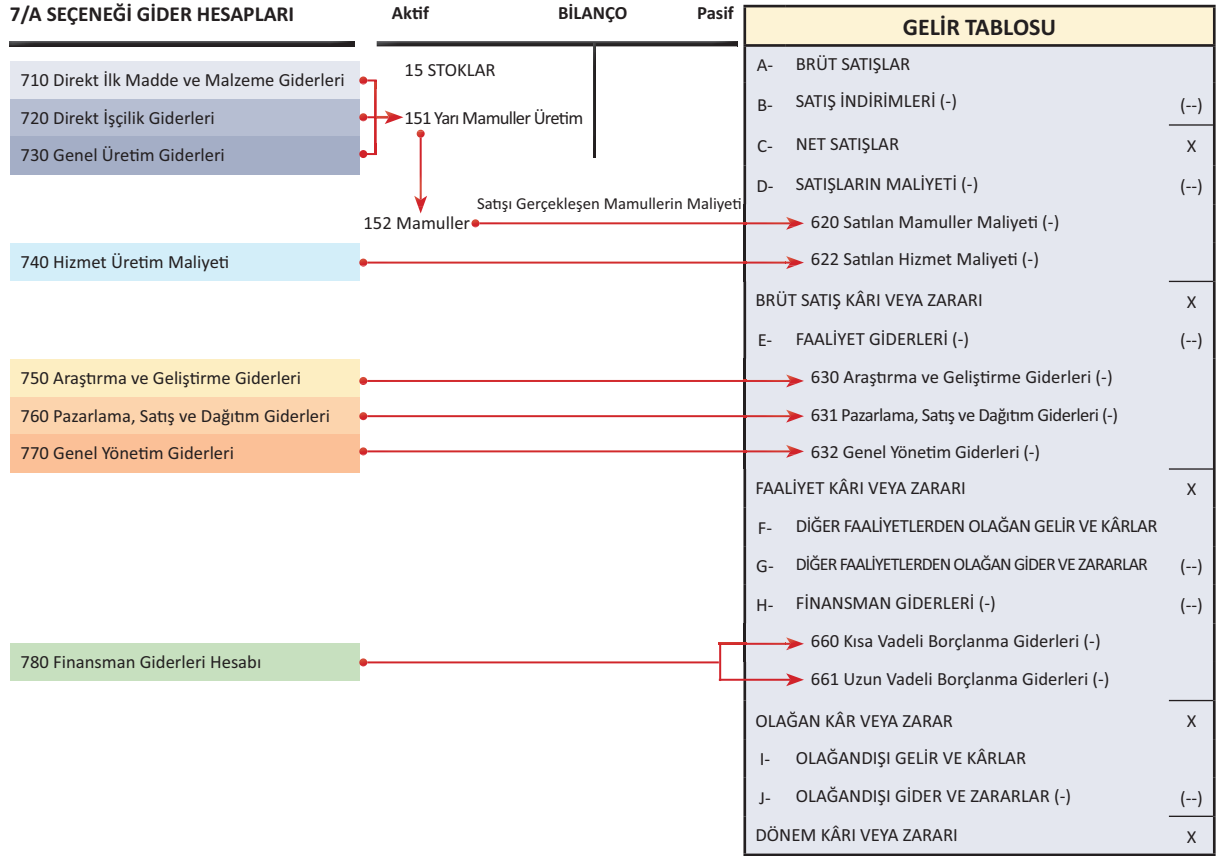 7/A SEÇENEĞİ GİDER HESAPLARI
710 Direkt İlk Madde ve Malzeme Giderleri
720 Direkt İşçilik Giderleri
730 Genel Üretim Giderleri
740 Hizmet Üretim Maliyeti
750 Araştırma ve Geliştirme Giderleri
760 Pazarlama, Satış ve Dağıtım Giderleri
770 Genel Yönetim Giderleri
780 Finansman Giderleri Hesabı
Aktif BİLANÇO Pasif
15 STOKLAR
151 Yarı Mamuller Üretim
Satışı Gerçekleşen Mamullerin Maliyeti
152 Mamuller
GELİR TABLOSU
A- BRÜT SATIŞLAR
B- SATIŞ İNDİRİMLERİ (-) (--)
C- NET SATIŞLAR X
D- SATIŞLARIN MALİYETİ (-) (--)
620 Satılan Mamuller Maliyeti (-)
622 Satılan Hizmet Maliyeti (-)
BRÜT SATIŞ KÂRI VEYA ZARARI X
E- FAALİYET GİDERLERİ (-) (--)
630 Araştırma ve Geliştirme Giderleri (-)
631 Pazarlama, Satış ve Dağıtım Giderleri (-)
632 Genel Yönetim Giderleri (-)
FAALİYET KÂRI VEYA ZARARI X
F- DİĞER FAALİYETLERDEN OLAĞAN GELİR VE KÂRLAR
G- DİĞER FAALİYETLERDEN OLAĞAN GİDER VE ZARARLAR (--)
H- FİNANSMAN GİDERLERİ (-) (--)
660 Kısa Vadeli Borçlanma Giderleri (-)
661 Uzun Vadeli Borçlanma Giderleri (-)
OLAĞAN KÂR VEYA ZARAR X
I- OLAĞANDIŞI GELİR VE KÂRLAR
J- OLAĞANDIŞI GİDER VE ZARARLAR (-) (--)
DÖNEM KÂRI VEYA ZARARI X